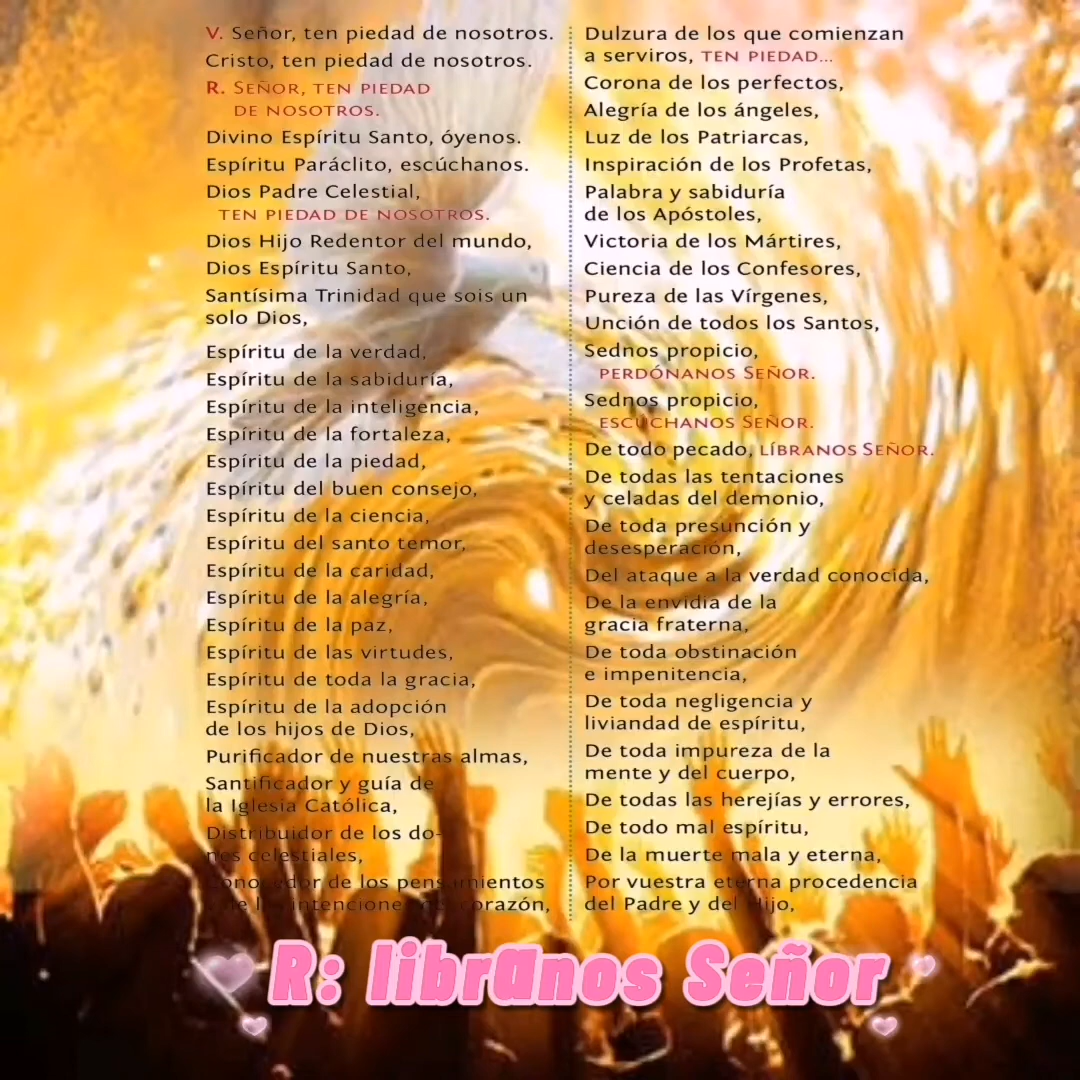 V. Señor, ten piedad de nosotros.
Cristo, ten piedad de nosotros.
R. SEÑOR, TEN PIEDAD
DE NOSOTROS.
Divino Espíritu Santo, óyenos.
Espíritu Paráclito, escúchanos.
Dios Padre Celestial,
TEN PIEDAD DE NOSOTROS.
Dios Hijo Redentor del mundo,
Dios Espíritu Santo,
Santísima Trinidad que sois un
solo Dios,
Espíritu de la verdad,
Espíritu de la sabiduría,
Espíritu de la inteligencia,
Espíritu de la fortaleza,
Espíritu de la piedad,
Espíritu del buen consejo,
Espíritu de la ciencia,
Espíritu del santo temor,
Espíritu de la caridad,
Espíritu de la alegría,
Espíritu de la paz,
Espíritu de las virtudes,
Espíritu de toda la gracia,
Espíritu de la adopción
de los hijos de Dios,
Purificador de nuestras almas,
Santificador y guía de
la Iglesia Católica,
Distribuidor de los do-
nes celestiales,
Conocedor de los pensamientos
intenciones corazón,
Dulzura de los que comienzan
a serviros, TEN PIEDAD...
Corona de los perfectos,
Alegría de los ángeles,
Luz de los Patriarcas,
Inspiración de los Profetas,
Palabra y sabiduría
de los Apóstoles,
Victoria de los Mártires,
Ciencia de los Confesores,
Pureza de las Vírgenes,
Unción de todos los Santos,
Sednos propicio,
PERDÓNANOS SEÑOR.
Sednos propicio,
ESCÚCHANOS SEÑOR.
De todo pecado, LÍBRANOS SEÑOR.
De todas las tentaciones
y celadas del demonio,
De toda presunción y
desesperación,
Del ataque a la verdad conocida,
De la envidia de la
gracia fraterna,
De toda obstinación
e impenitencia,
De toda negligencia y
liviandad de espíritu,
De toda impureza de la
mente y del cuerpo,
De todas las herejías y errores,
De todo mal espíritu,
De la muerte mala y eterna,
Por vuestra eterna procedencia
del Padre y del Hijo,
R: libranos Señor